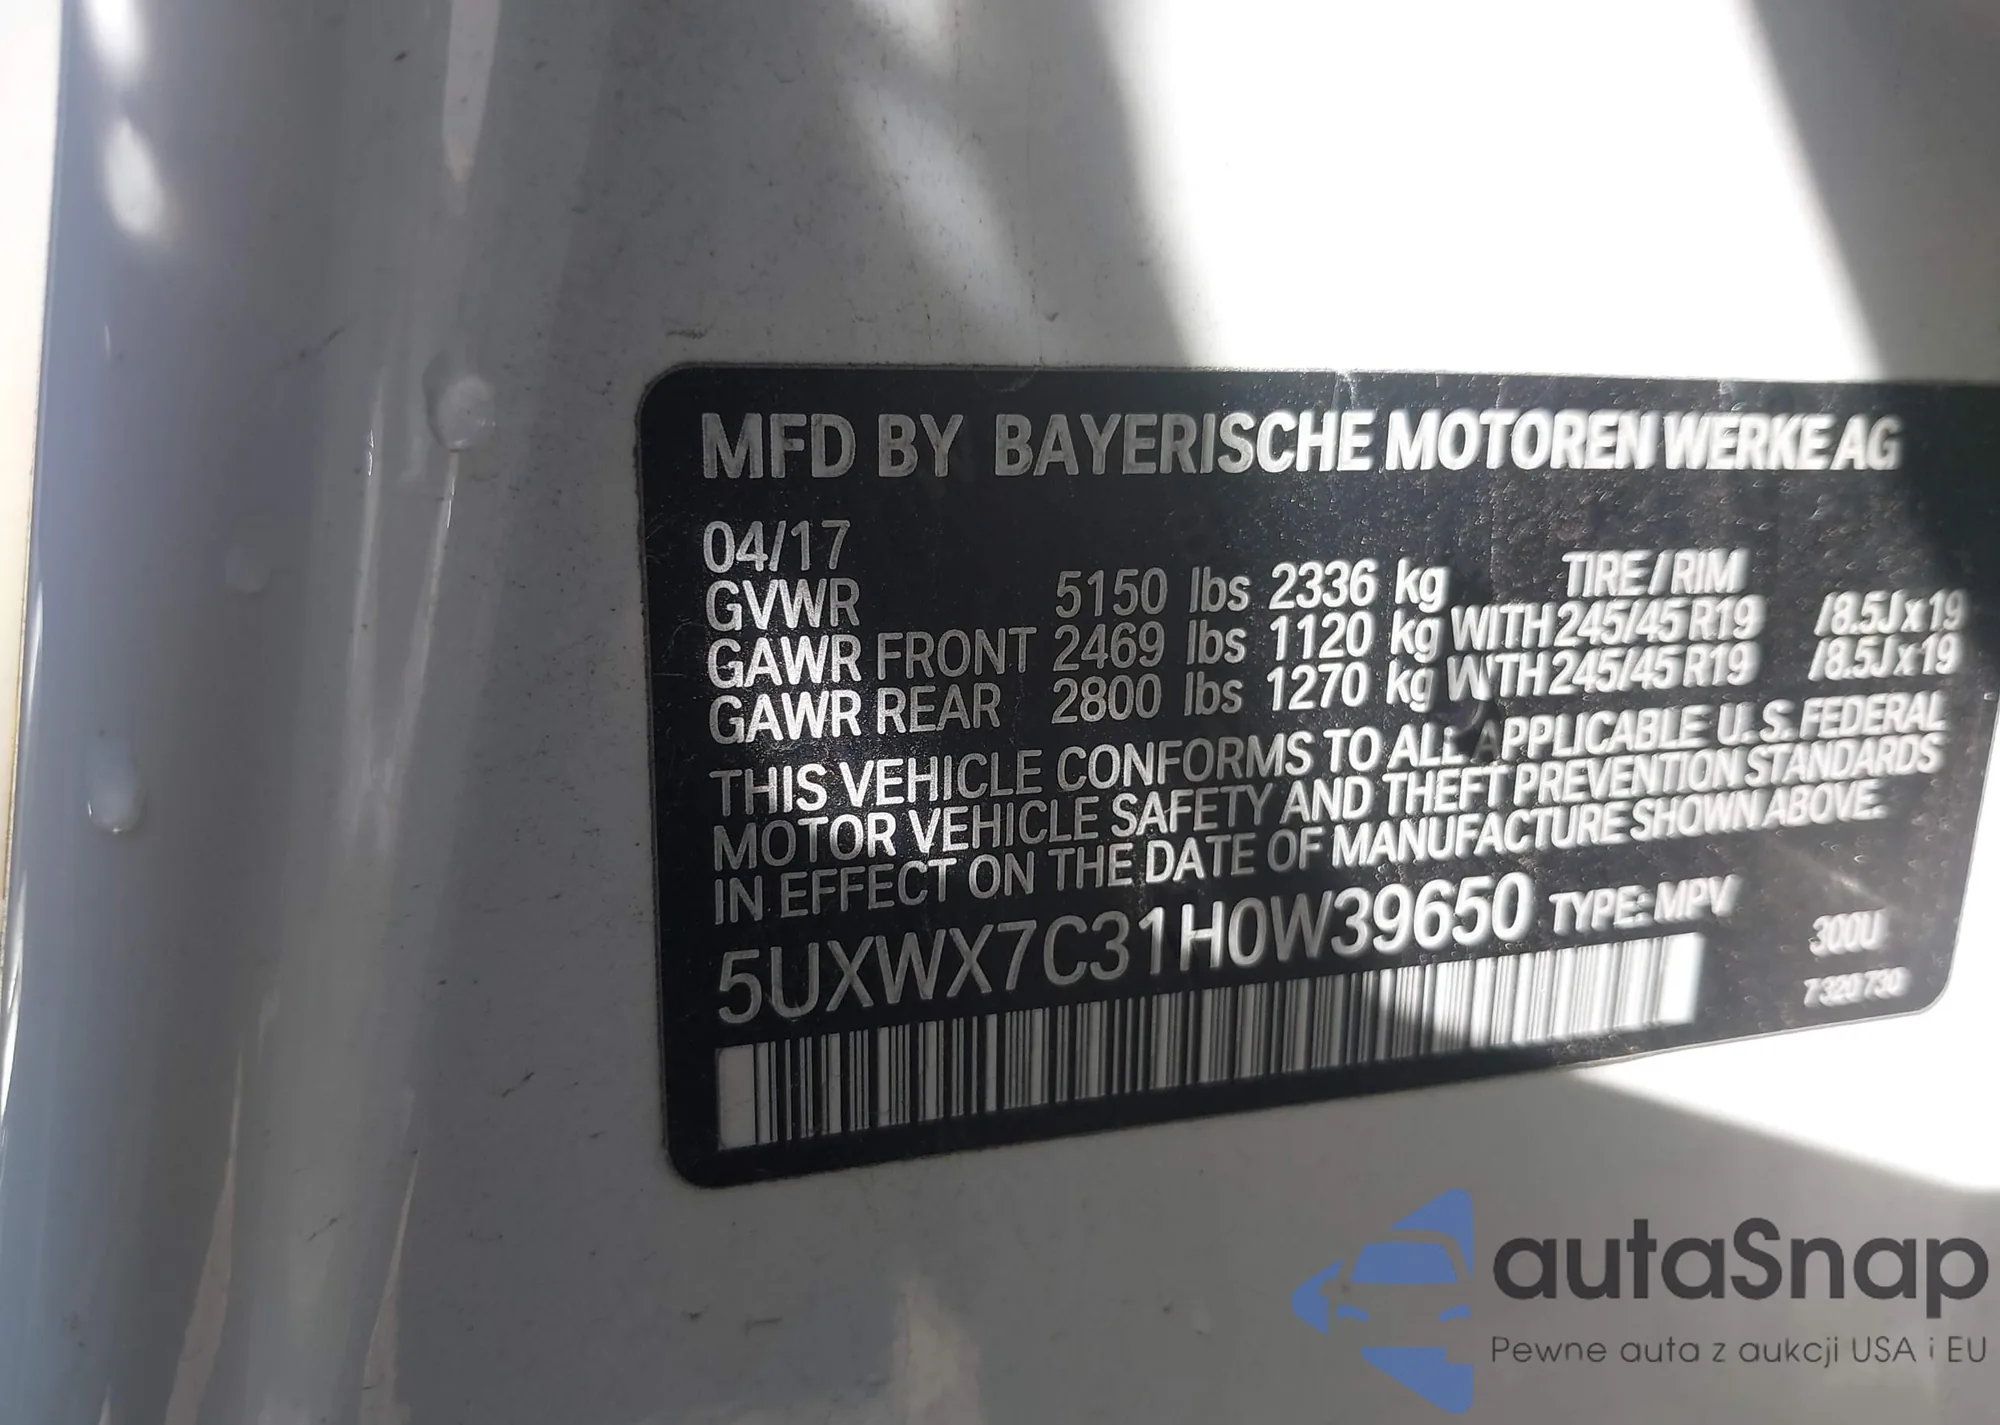 MFD BY BAYERISCHE MOTOREN WERKE AG
04/17
GVWR 5150 lbs 2336 kg TIRE / RIM
GAWR FRONT 2469 lbs 1120 kg WITH 245/45 R19 /8.5J x 19
GAWR REAR 2800 lbs 1270 kg WITH 245/45 R19 /8.5J x 19
THIS VEHICLE CONFORMS TO ALL APPLICABLE U. S. FEDERAL
MOTOR VEHICLE SAFETY AND THEFT PREVENTION STANDARDS
IN EFFECT ON THE DATE OF MANUFACTURE SHOWN ABOVE.
5UXWX7C31H0W39650 TYPE: MPV
300U
7 320 730
autaSnap
Pewne auta z aukcji USA i EU